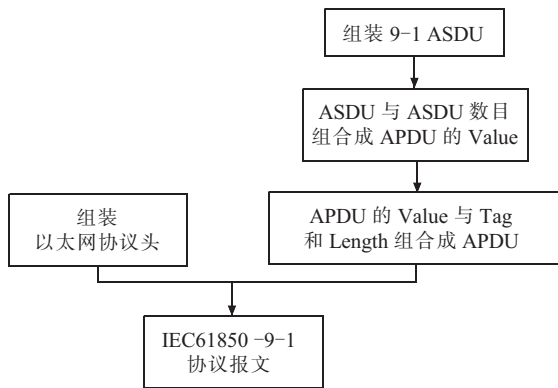 组装 9-1 ASDU
ASDU 与 ASDU 数目
组合成 APDU 的 Value
组装
以太网协议头
APDU 的 Value 与 Tag
和 Length 组合成 APDU
IEC61850 -9-1
协议报文